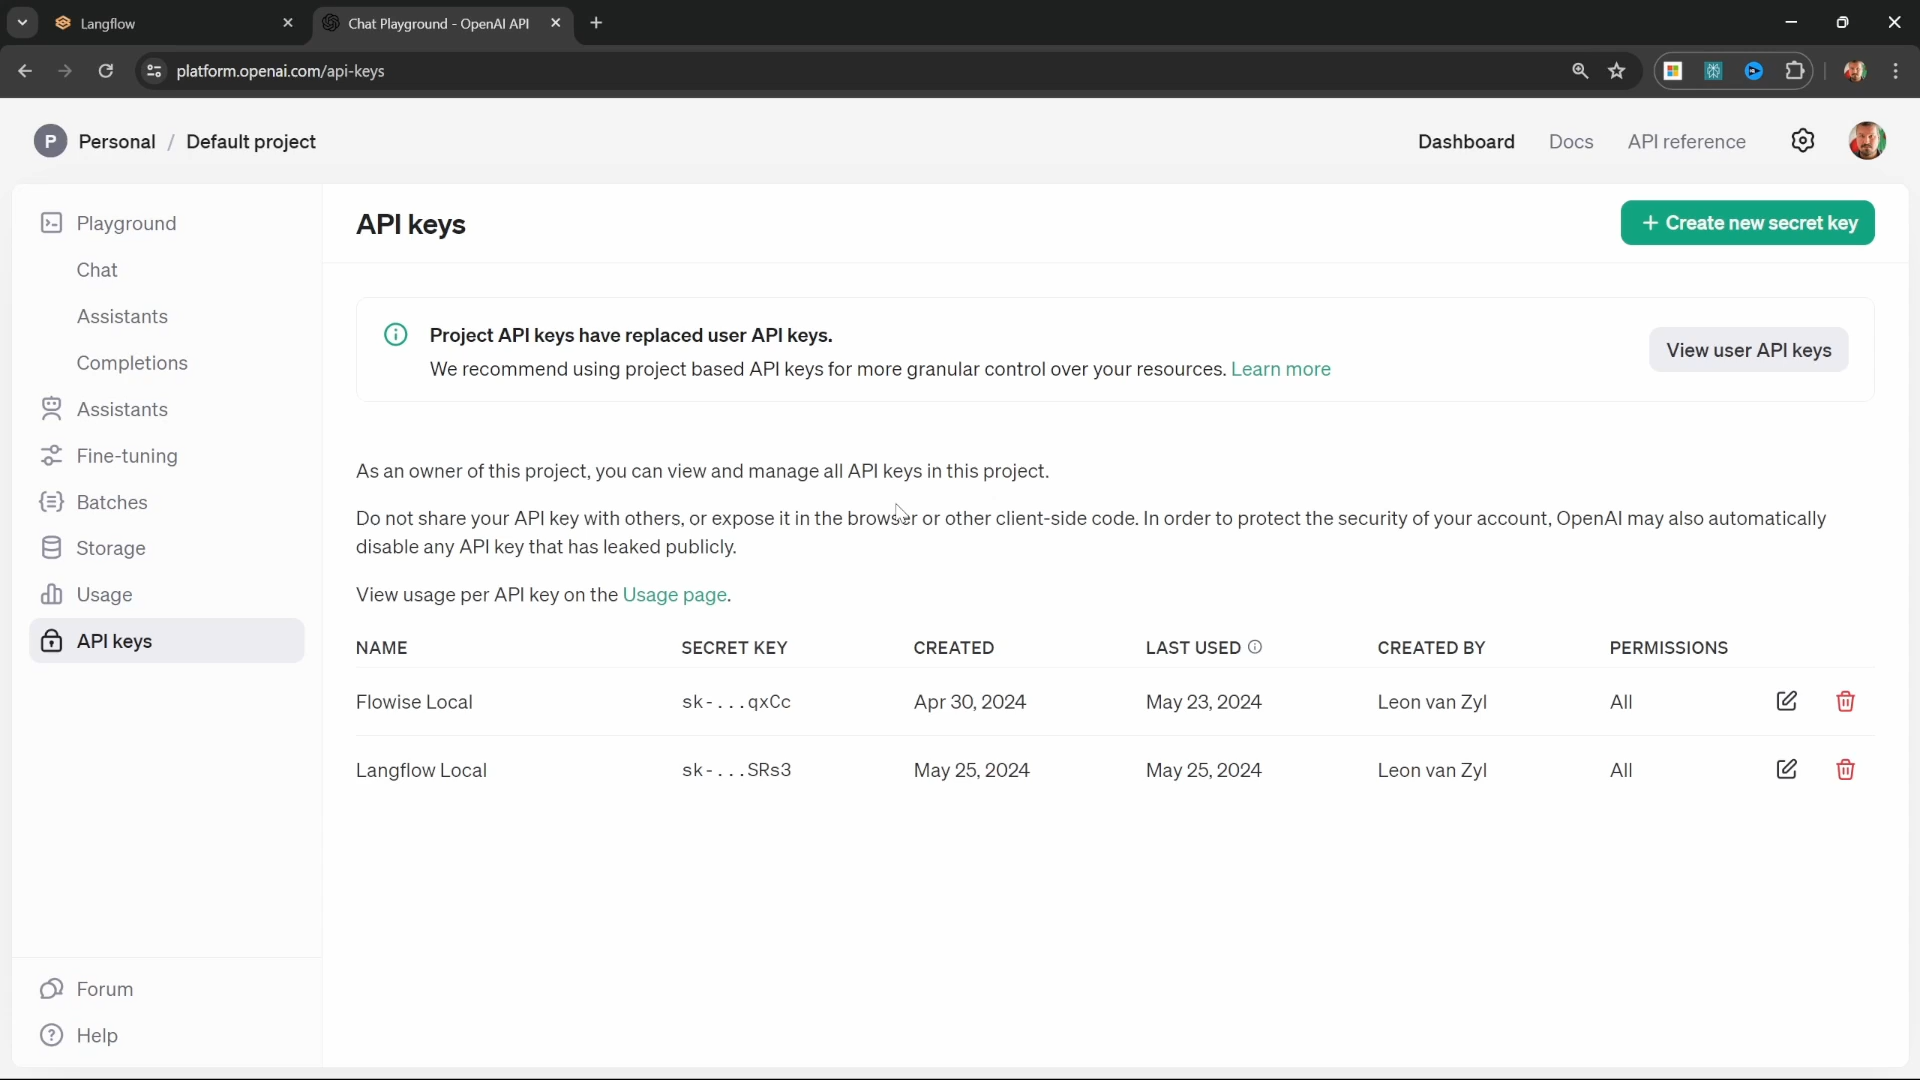 Langflow
Chat Playground - OpenAI API
platform.openai.com/api-keys
P Personal / Default project
Dashboard Docs API reference
Playground
Chat
Assistants
Completions
Assistants
Fine-tuning
Batches
Storage
Usage
API keys
Forum
Help
API keys
+ Create new secret key
Project API keys have replaced user API keys.
We recommend using project based API keys for more granular control over your resources. Learn more
View user API keys
As an owner of this project, you can view and manage all API keys in this project.
Do not share your API key with others, or expose it in the browser or other client-side code. In order to protect the security of your account, OpenAI may also automatically
disable any API key that has leaked publicly.
View usage per API key on the Usage page.
NAME SECRET KEY CREATED LAST USED CREATED BY PERMISSIONS
Flowise Local sk-...qxCc Apr 30, 2024 May 23, 2024 Leon van Zyl All
Langflow Local sk-...SRs3 May 25, 2024 May 25, 2024 Leon van Zyl All